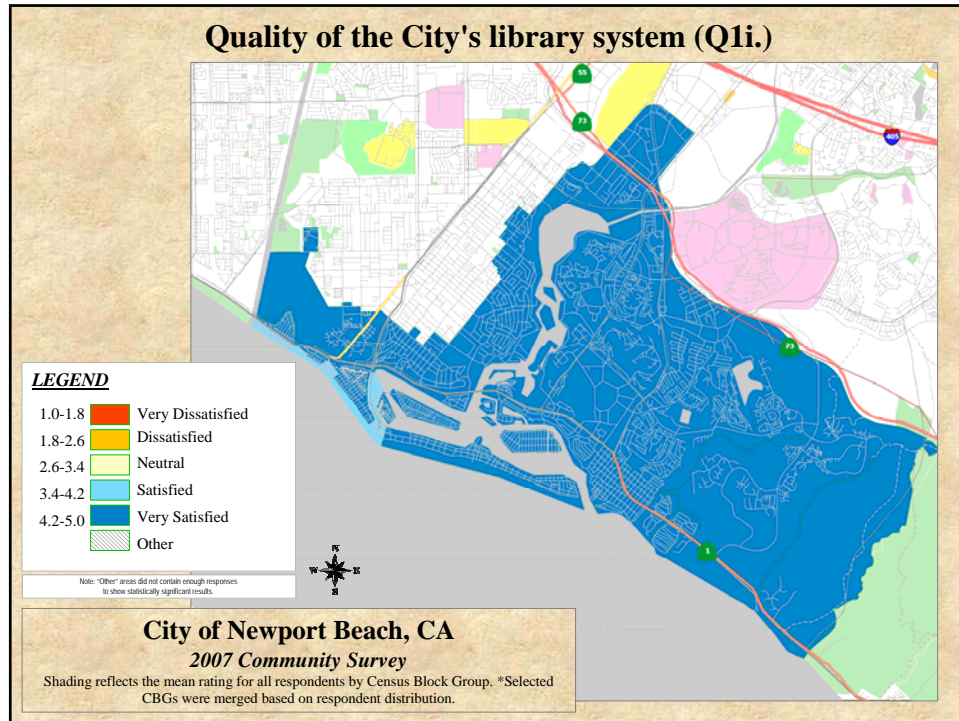 Quality of the City's library system (Q1i.)
55
73
405
73
1
LEGEND
1.0-1.8 Very Dissatisfied
1.8-2.6 Dissatisfied
2.6-3.4 Neutral
3.4-4.2 Satisfied
4.2-5.0 Very Satisfied
Other
N
W E
S
Note: "Other" areas did not contain enough responses
to show statistically significant results.
City of Newport Beach, CA
2007 Community Survey
Shading reflects the mean rating for all respondents by Census Block Group. *Selected
CBGs were merged based on respondent distribution.